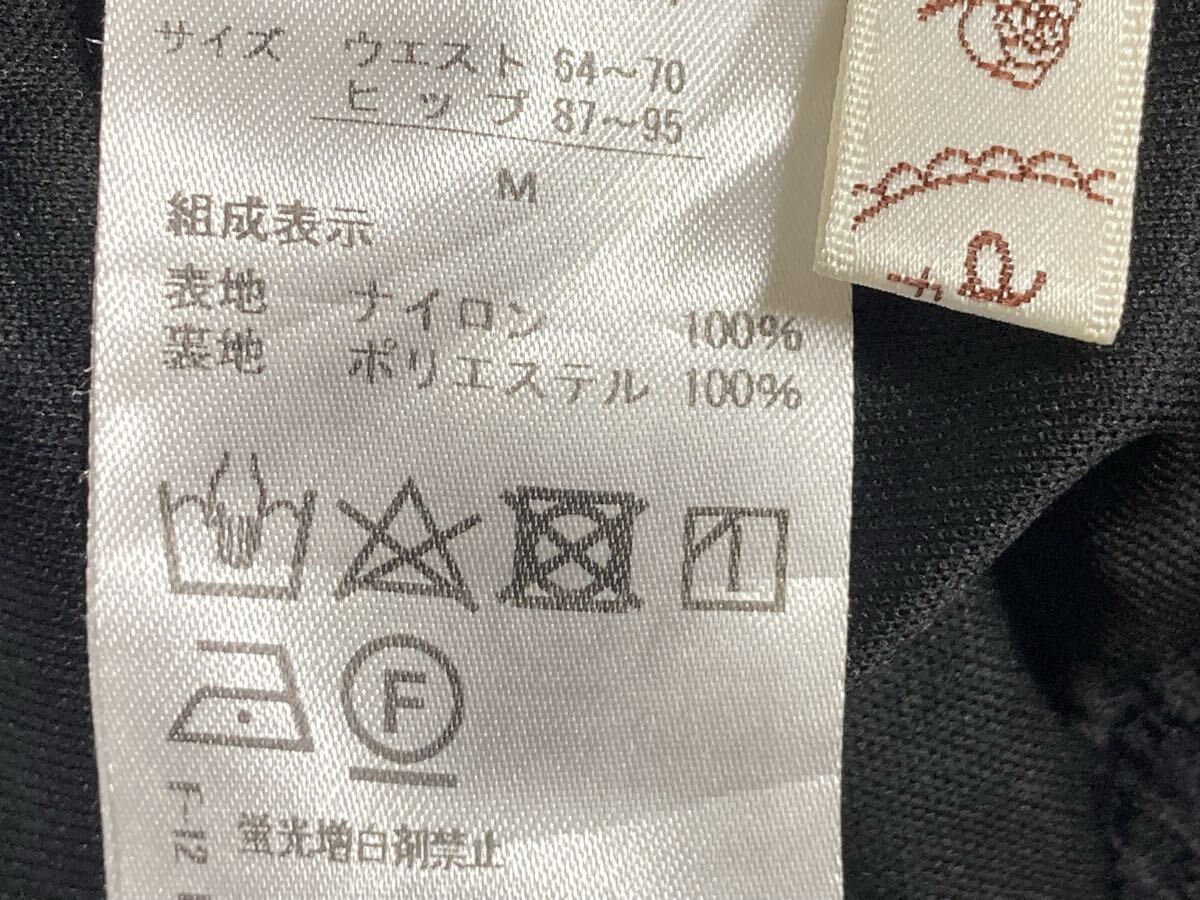 サイズ ウエスト 64〜70
ヒップ 87〜95
M
組成表示
表地 ナイロン 100%
裏地 ポリエステル 100%
F
蛍光増白剤禁止